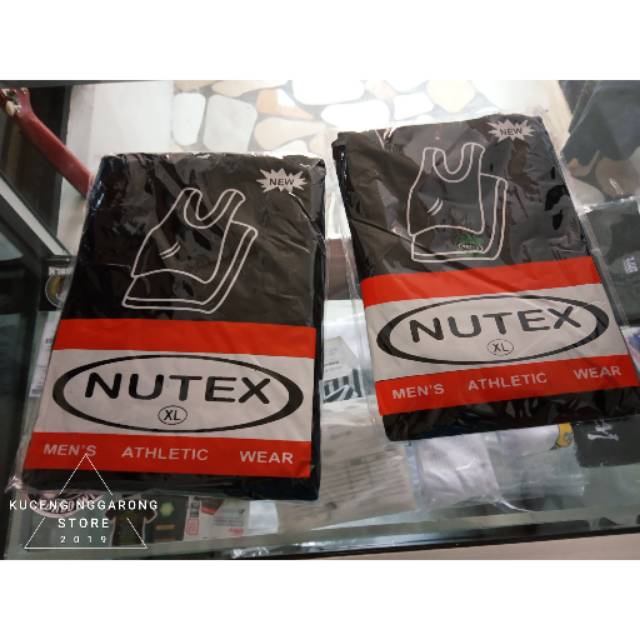 NEW
NUTEX
XL
MEN'S ATHLETIC WEAR
NEW
NUTEX
XL
MEN'S ATHLETIC WEAR
KUCENG NGGARONG
STORE
2019